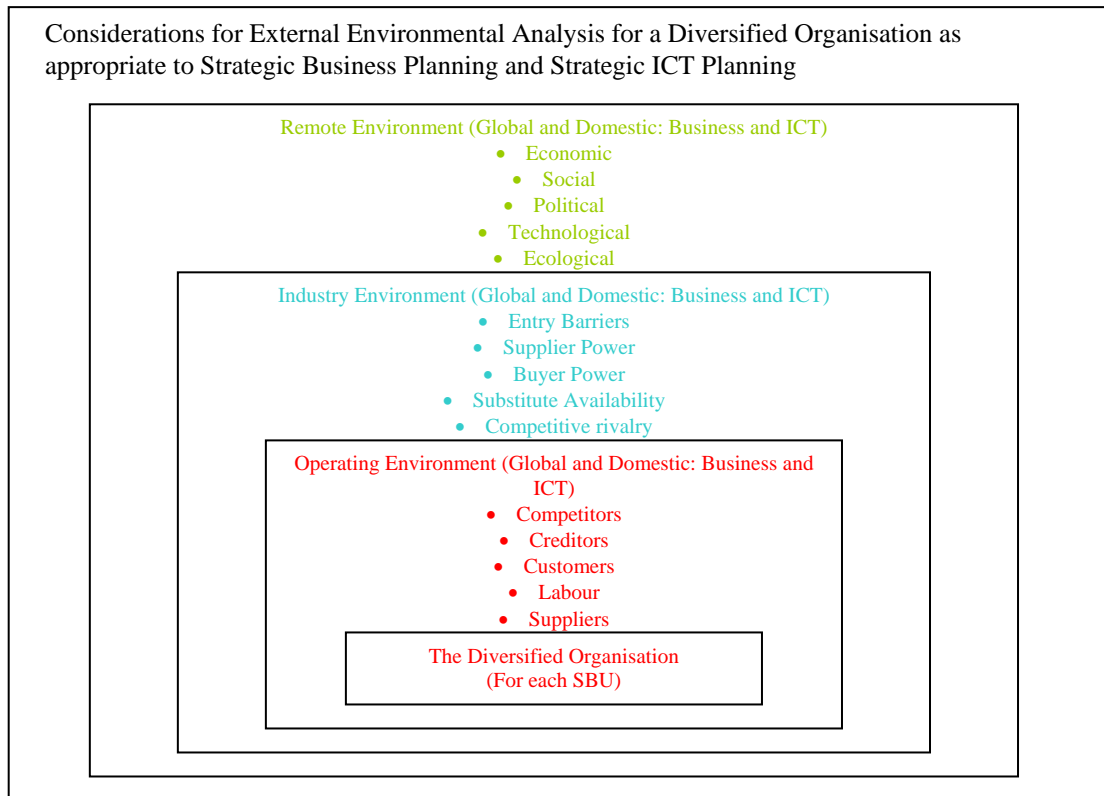 Considerations for External Environmental Analysis for a Diversified Organisation as
appropriate to Strategic Business Planning and Strategic ICT Planning
Remote Environment (Global and Domestic: Business and ICT)
• Economic
• Social
• Political
• Technological
• Ecological
Industry Environment (Global and Domestic: Business and ICT)
• Entry Barriers
• Supplier Power
• Buyer Power
• Substitute Availability
• Competitive rivalry
Operating Environment (Global and Domestic: Business and
ICT)
• Competitors
• Creditors
• Customers
• Labour
• Suppliers
The Diversified Organisation
(For each SBU)